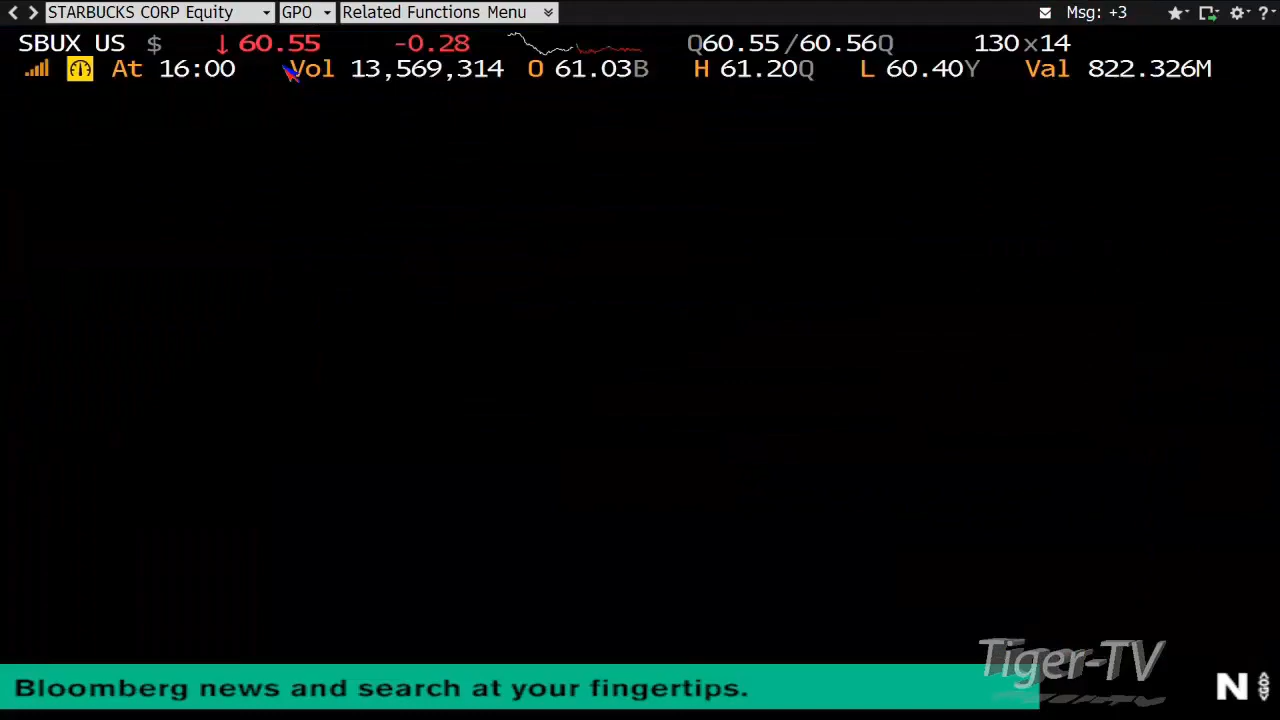 STARBUCKS CORP Equity GPO Related Functions Menu Msg: +3 ?
SBUX US $ ↓60.55 -0.28 Q60.55/60.56Q 130x14
At 16:00 Vol 13,569,314 O 61.03B H 61.20Q L 60.40Y Val 822.326M
Tiger-TV
Bloomberg news and search at your fingertips.
N